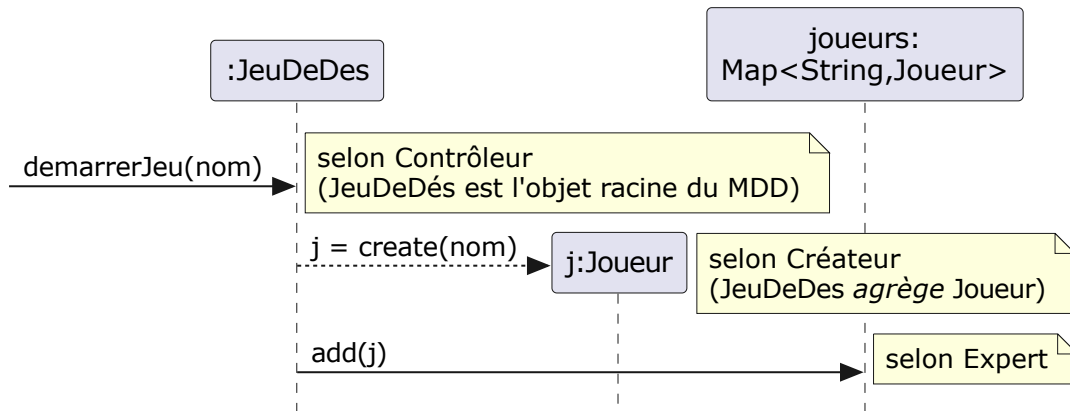 :JeuDeDes
joueurs:
Map<String,Joueur>
demarrerJeu(nom)
selon Contrôleur
(JeuDeDés est l'objet racine du MDD)
j = create(nom)
j:Joueur
selon Créateur
(JeuDeDes agrège Joueur)
add(j)
selon Expert